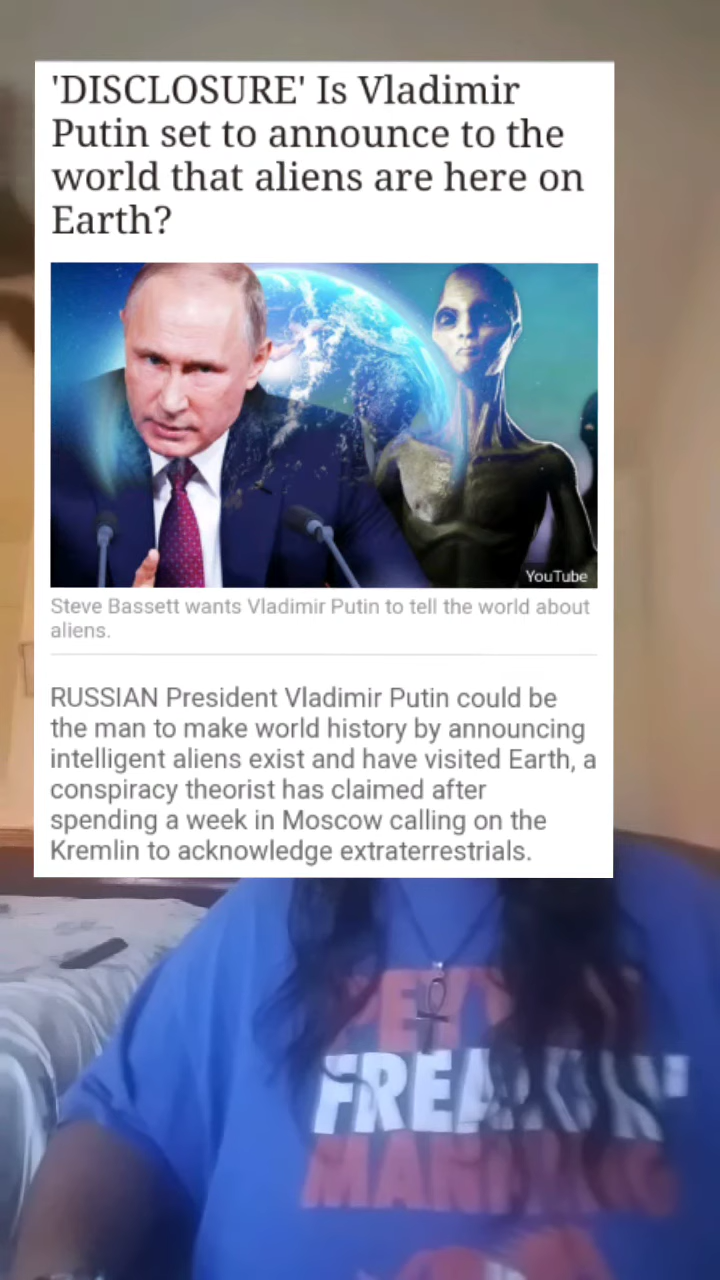 'DISCLOSURE' Is Vladimir
Putin set to announce to the
world that aliens are here on
Earth?
YouTube
Steve Bassett wants Vladimir Putin to tell the world about
aliens.
RUSSIAN President Vladimir Putin could be
the man to make world history by announcing
intelligent aliens exist and have visited Earth, a
conspiracy theorist has claimed after
spending a week in Moscow calling on the
Kremlin to acknowledge extraterrestrials.